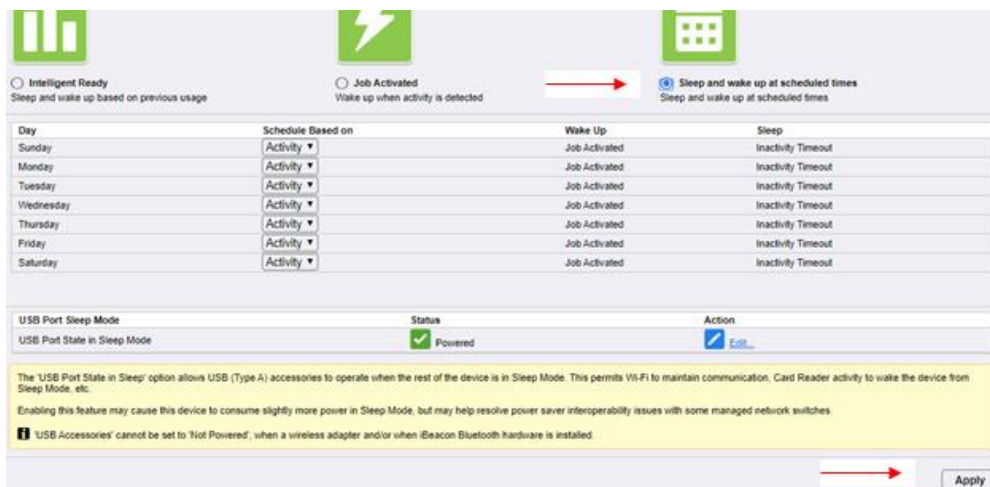 Intelligent Ready
Sleep and wake up based on previous usage
Job Activated
Wake up when activity is detected
Sleep and wake up at scheduled times
Sleep and wake up at scheduled times
Day Schedule Based on Wake Up Sleep
Sunday Activity Job Activated Inactivity Timeout
Monday Activity Job Activated Inactivity Timeout
Tuesday Activity Job Activated Inactivity Timeout
Wednesday Activity Job Activated Inactivity Timeout
Thursday Activity Job Activated Inactivity Timeout
Friday Activity Job Activated Inactivity Timeout
Saturday Activity Job Activated Inactivity Timeout
USB Port Sleep Mode Status Action
USB Port State in Sleep Mode Powered Edit...
The 'USB Port State in Sleep' option allows USB (Type A) accessories to operate when the rest of the device is in Sleep Mode. This permits Wi-Fi to maintain communication, Card Reader activity to wake the device from
Sleep Mode, etc.
Enabling this feature may cause this device to consume slightly more power in Sleep Mode, but may help resolve power saver interoperability issues with some managed network switches.
'USB Accessories' cannot be set to 'Not Powered', when a wireless adapter and/or when iBeacon Bluetooth hardware is installed.
Apply